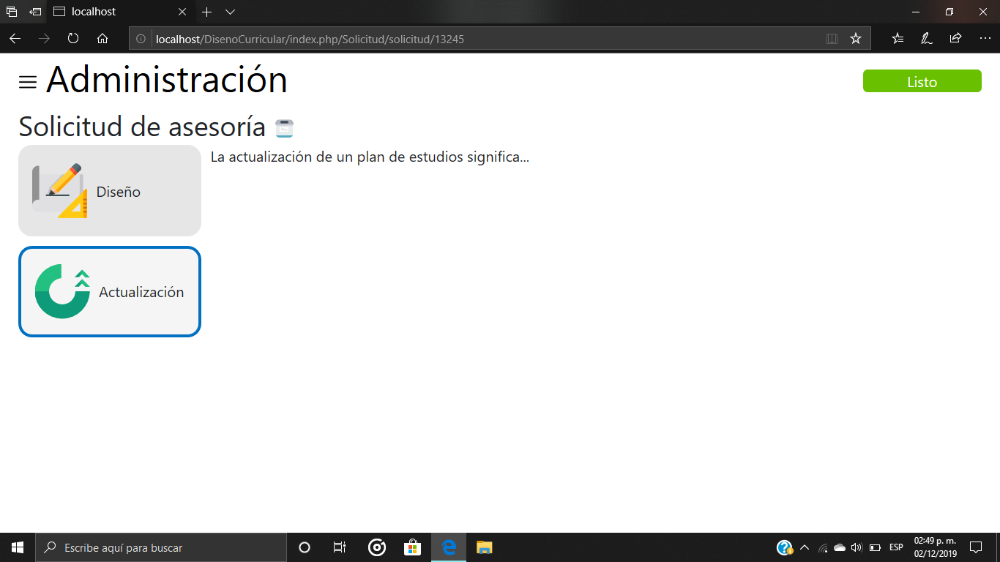 localhost
localhost/DisenoCurricular/index.php/Solicitud/solicitud/13245
Administración
Listo
Solicitud de asesoría
La actualización de un plan de estudios significa...
Diseño
Actualización
Escribe aquí para buscar
ESP
02:49 p. m.
02/12/2019